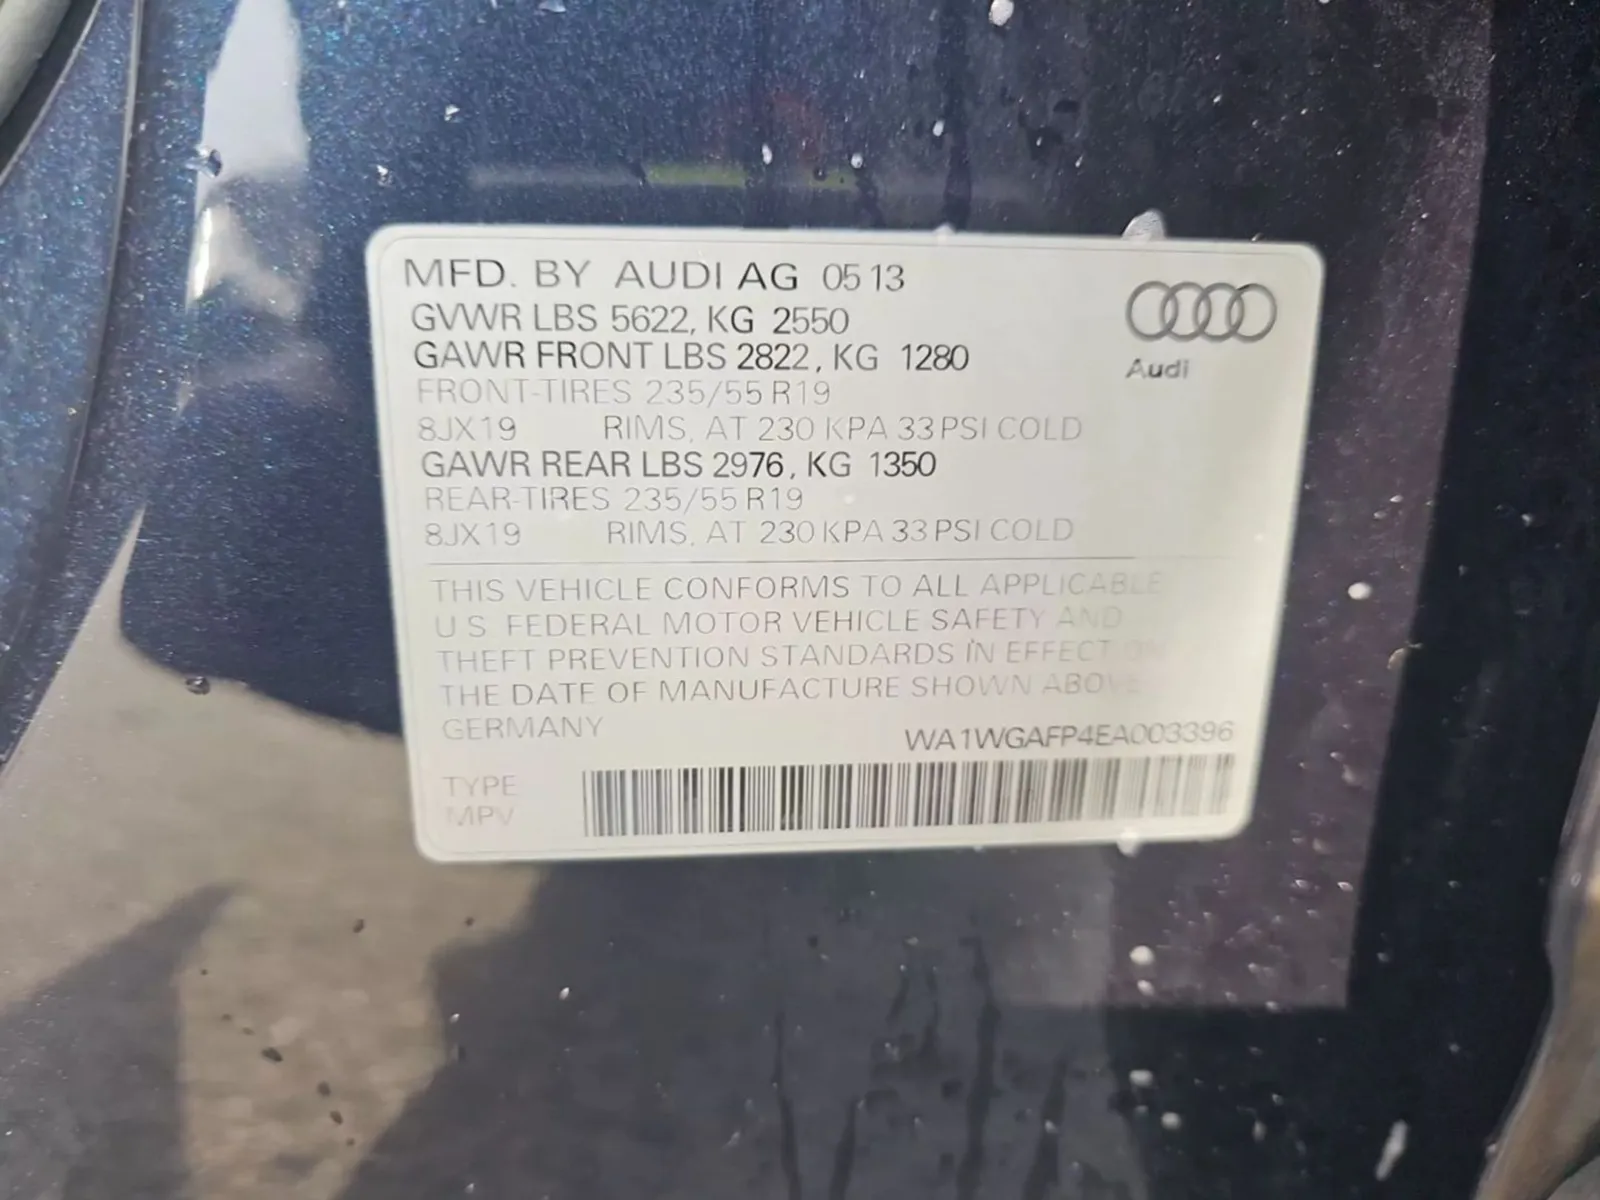 MFD. BY AUDI AG 05 13
GVWR LBS 5622, KG 2550
GAWR FRONT LBS 2822, KG 1280
FRONT-TIRES 235/55 R19
8JX19 RIMS, AT 230 KPA 33 PSI COLD
GAWR REAR LBS 2976, KG 1350
REAR-TIRES 235/55 R19
8JX19 RIMS, AT 230 KPA 33 PSI COLD
Audi
THIS VEHICLE CONFORMS TO ALL APPLICABLE
U.S. FEDERAL MOTOR VEHICLE SAFETY AND
THEFT PREVENTION STANDARDS IN EFFECT ON
THE DATE OF MANUFACTURE SHOWN ABOVE
GERMANY
WA1WGAFP4EA003396
TYPE
MPV